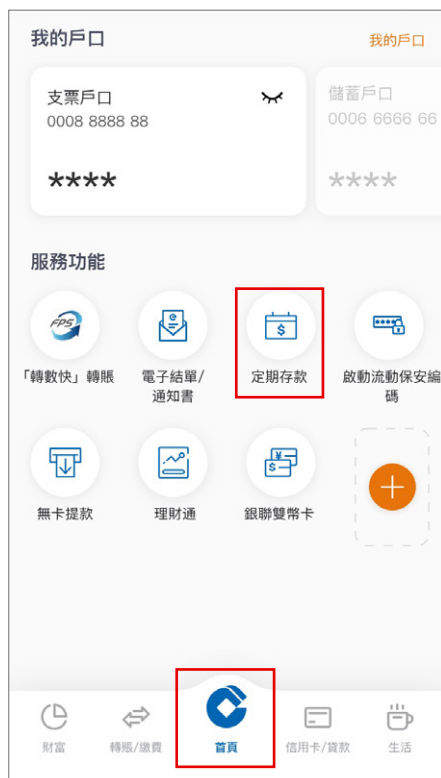 我的戶口 我的戶口
支票戶口
0008 8888 88
****
儲蓄戶口
0006 6666 66
****
服務功能
FPS
「轉數快」轉賬
電子結單/
通知書
$
定期存款
啟動流動保安編
碼
無卡提款
理財通
¥
$
銀聯雙幣卡
財富
轉賬/繳費
首頁
信用卡/貸款
生活